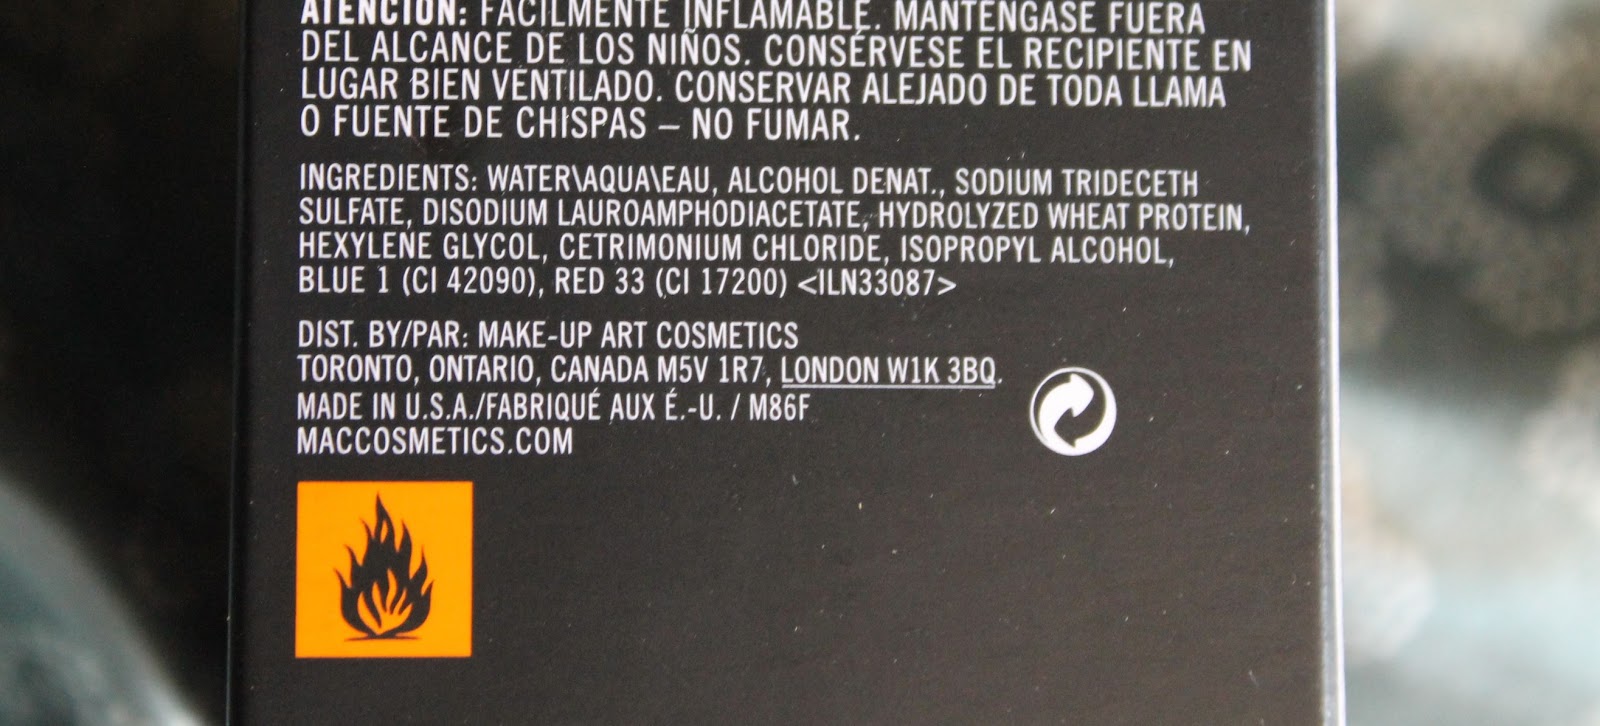 ATENCIÓN: FÁCILMENTE INFLAMABLE. MANTÉNGASE FUERA
DEL ALCANCE DE LOS NIÑOS. CONSÉRVESE EL RECIPIENTE EN
LUGAR BIEN VENTILADO. CONSERVAR ALEJADO DE TODA LLAMA
O FUENTE DE CHISPAS – NO FUMAR.
INGREDIENTS: WATER\AQUA\EAU, ALCOHOL DENAT., SODIUM TRIDECETH
SULFATE, DISODIUM LAUROAMPHODIACETATE, HYDROLYZED WHEAT PROTEIN,
HEXYLENE GLYCOL, CETRIMONIUM CHLORIDE, ISOPROPYL ALCOHOL,
BLUE 1 (CI 42090), RED 33 (CI 17200) <ILN33087>
DIST. BY/PAR: MAKE-UP ART COSMETICS
TORONTO, ONTARIO, CANADA M5V 1R7, LONDON W1K 3BQ.
MADE IN U.S.A./FABRIQUÉ AUX É.-U. / M86F
MACCOSMETICS.COM